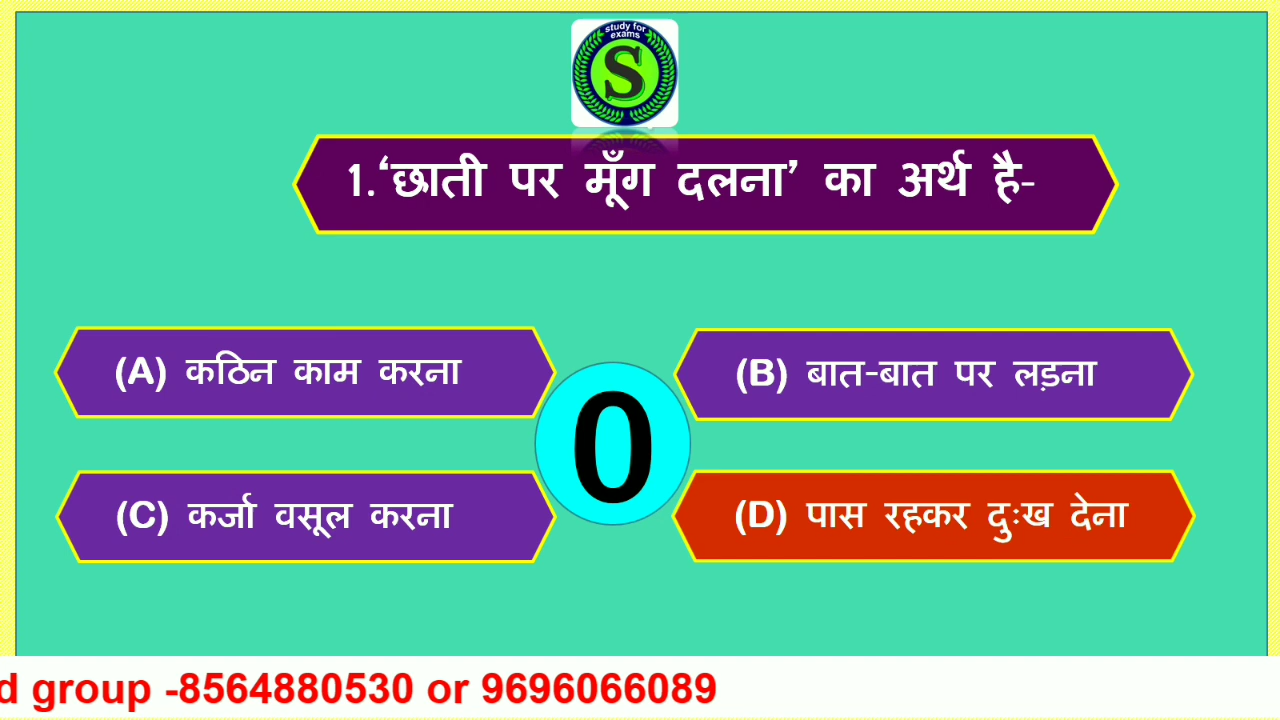 study for
exams
S
1.‘छाती पर मूँग दलना’ का अर्थ है-
(A) कठिन काम करना
(B) बात-बात पर लड़ना
0
(C) कर्जा वसूल करना
(D) पास रहकर दुःख देना
d group -8564880530 or 9696066089